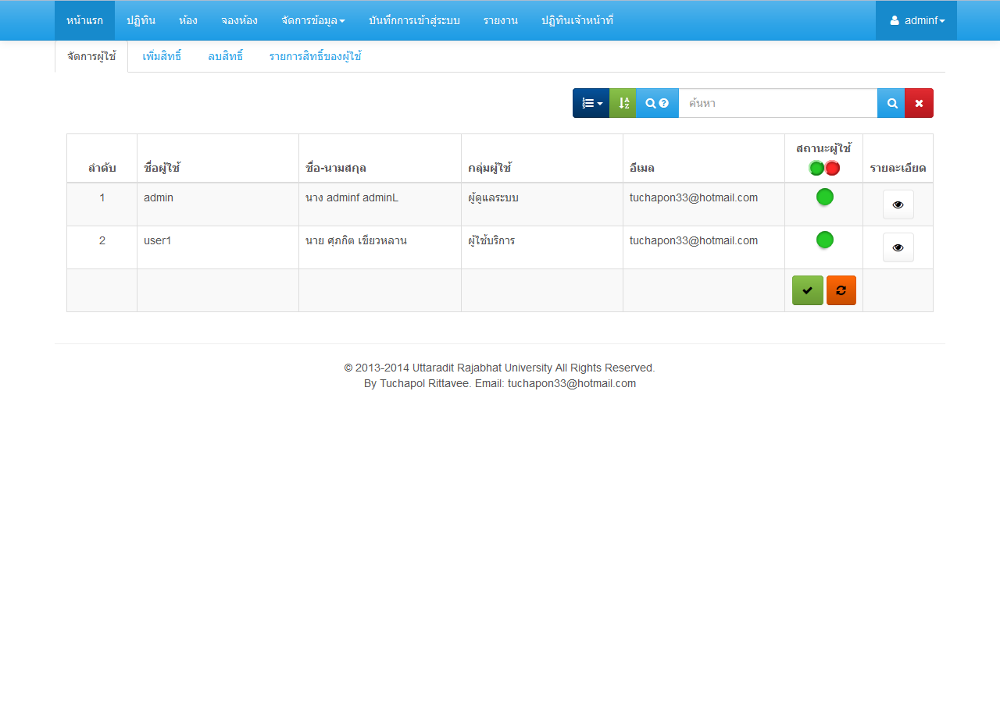 หน้าแรก ปฏิทิน ห้อง จองห้อง จัดการข้อมูล บันทึกการเข้าสู่ระบบ รายงาน ปฏิทินเจ้าหน้าที่ adminf
จัดการผู้ใช้ เพิ่มสิทธิ์ ลบสิทธิ์ รายการสิทธิ์ของผู้ใช้
ค้นหา
ลำดับ ชื่อผู้ใช้ ชื่อ-นามสกุล กลุ่มผู้ใช้ อีเมล สถานะผู้ใช้ รายละเอียด
1 admin นาง adminf adminL ผู้ดูแลระบบ tuchapon33@hotmail.com
2 user1 นาย ศุภกิต เขียวหลาน ผู้ใช้บริการ tuchapon33@hotmail.com
© 2013-2014 Uttaradit Rajabhat University All Rights Reserved.
By Tuchapol Rittavee. Email: tuchapon33@hotmail.com